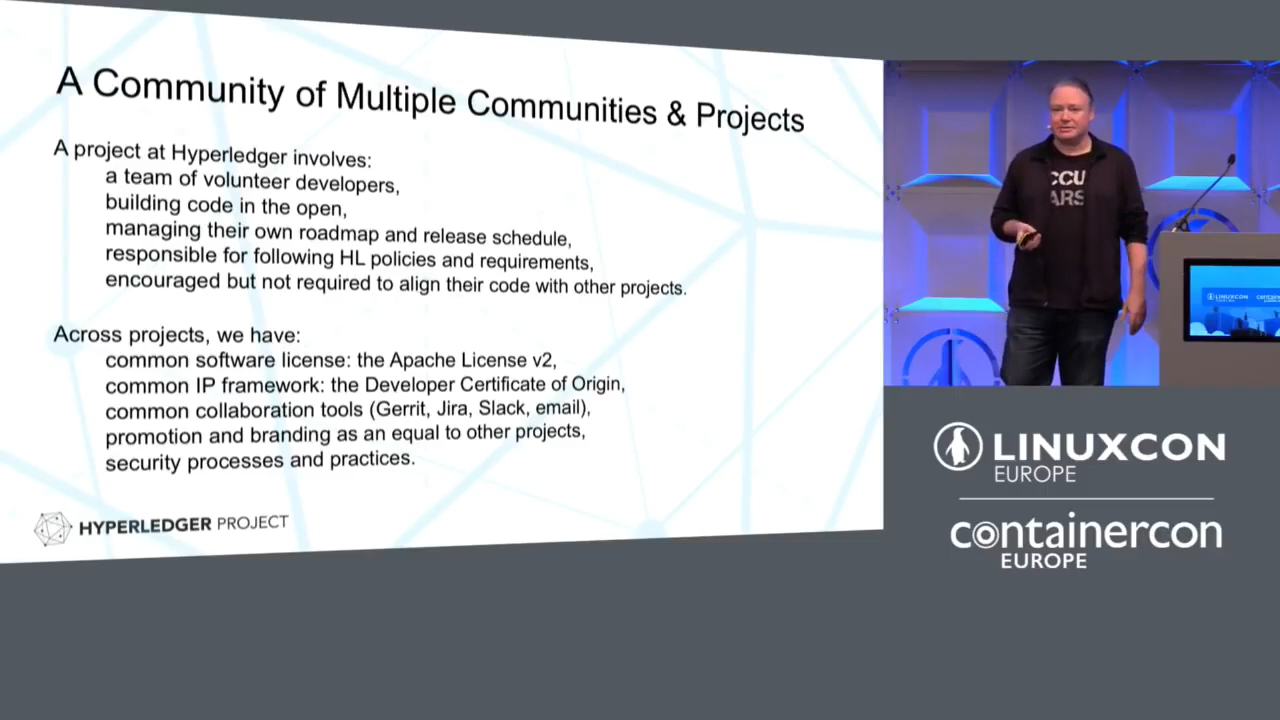 A Community of Multiple Communities & Projects
A project at Hyperledger involves:
a team of volunteer developers,
building code in the open,
managing their own roadmap and release schedule,
responsible for following HL policies and requirements,
encouraged but not required to align their code with other projects.
Across projects, we have:
common software license: the Apache License v2,
common IP framework: the Developer Certificate of Origin,
common collaboration tools (Gerrit, Jira, Slack, email),
promotion and branding as an equal to other projects,
security processes and practices.
HYPERLEDGER PROJECT
CCU
ARS
LINUXCON
LINUXCON
EUROPE
containercon
EUROPE